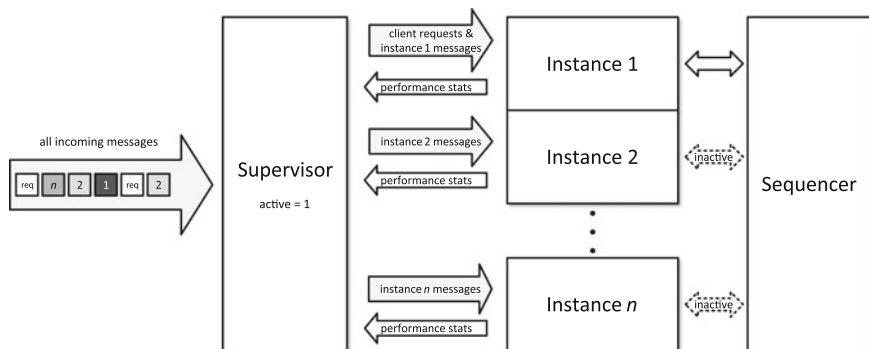 client requests &
instance 1 messages
performance stats
Instance 1
all incoming messages
req n 2 1 req 2
Supervisor
active = 1
instance 2 messages
performance stats
Instance 2
inactive
Sequencer
instance n messages
performance stats
Instance n
inactive